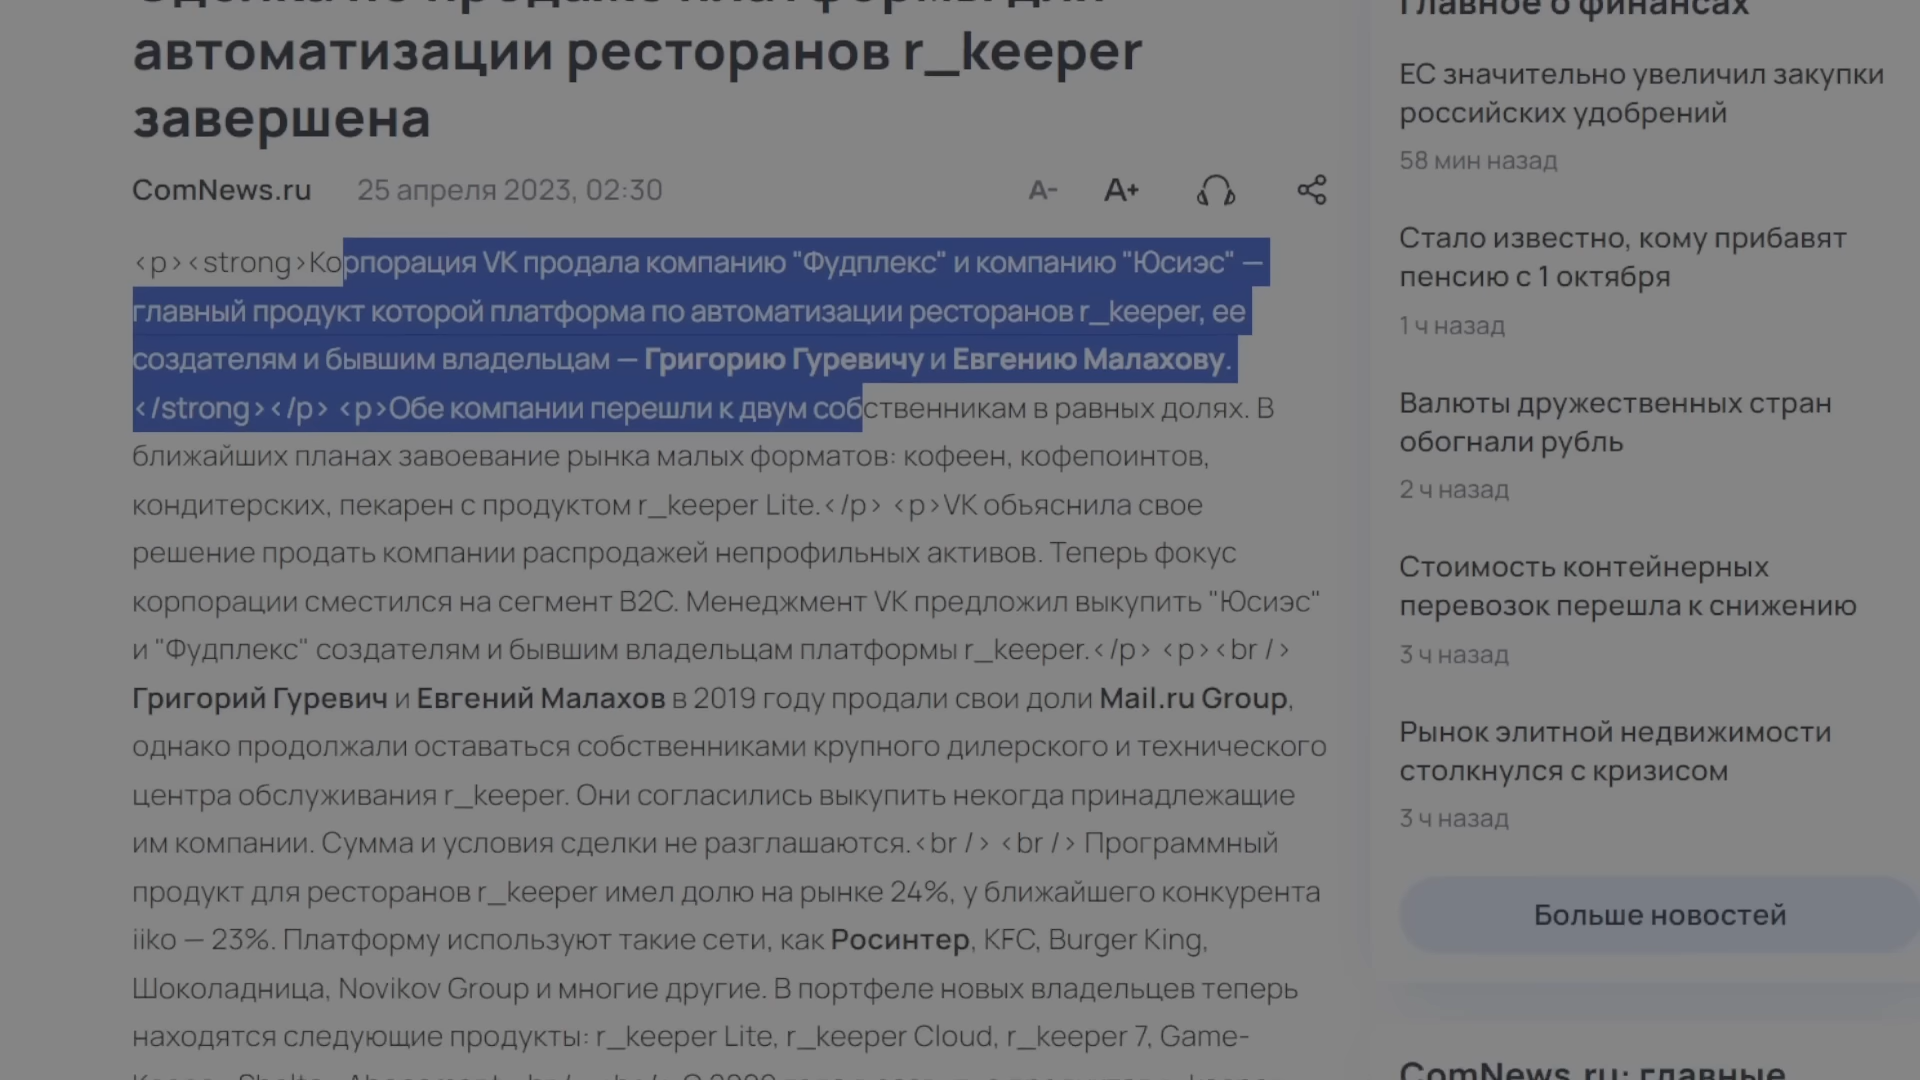 автоматизации ресторанов r_keeper
завершена
ComNews.ru 25 апреля 2023, 02:30 A- A+
<p><strong>Корпорация VK продала компанию "Фудплекс" и компанию "Юсиэс" —
главный продукт которой платформа по автоматизации ресторанов r_keeper, ее
создателям и бывшим владельцам — Григорию Гуревичу и Евгению Малахову.
</strong></p> <p>Обе компании перешли к двум собственникам в равных долях. В
ближайших планах завоевание рынка малых форматов: кофеен, кофепоинтов,
кондитерских, пекарен с продуктом r_keeper Lite.</p> <p>VK объяснила свое
решение продать компании распродажей непрофильных активов. Теперь фокус
корпорации сместился на сегмент B2C. Менеджмент VK предложил выкупить "Юсиэс"
и "Фудплекс" создателям и бывшим владельцам платформы r_keeper.</p> <p><br />
Григорий Гуревич и Евгений Малахов в 2019 году продали свои доли Mail.ru Group,
однако продолжали оставаться собственниками крупного дилерского и технического
центра обслуживания r_keeper. Они согласились выкупить некогда принадлежащие
им компании. Сумма и условия сделки не разглашаются.<br /> <br /> Программный
продукт для ресторанов r_keeper имел долю на рынке 24%, у ближайшего конкурента
iiko — 23%. Платформу используют такие сети, как Росинтер, KFC, Burger King,
Шоколадница, Novikov Group и многие другие. В портфеле новых владельцев теперь
находятся следующие продукты: r_keeper Lite, r_keeper Cloud, r_keeper 7, Game-
Главное о финансах
ЕС значительно увеличил закупки
российских удобрений
58 мин назад
Стало известно, кому прибавят
пенсию с 1 октября
1 ч назад
Валюты дружественных стран
обогнали рубль
2 ч назад
Стоимость контейнерных
перевозок перешла к снижению
3 ч назад
Рынок элитной недвижимости
столкнулся с кризисом
3 ч назад
Больше новостей
ComNews.ru: главные